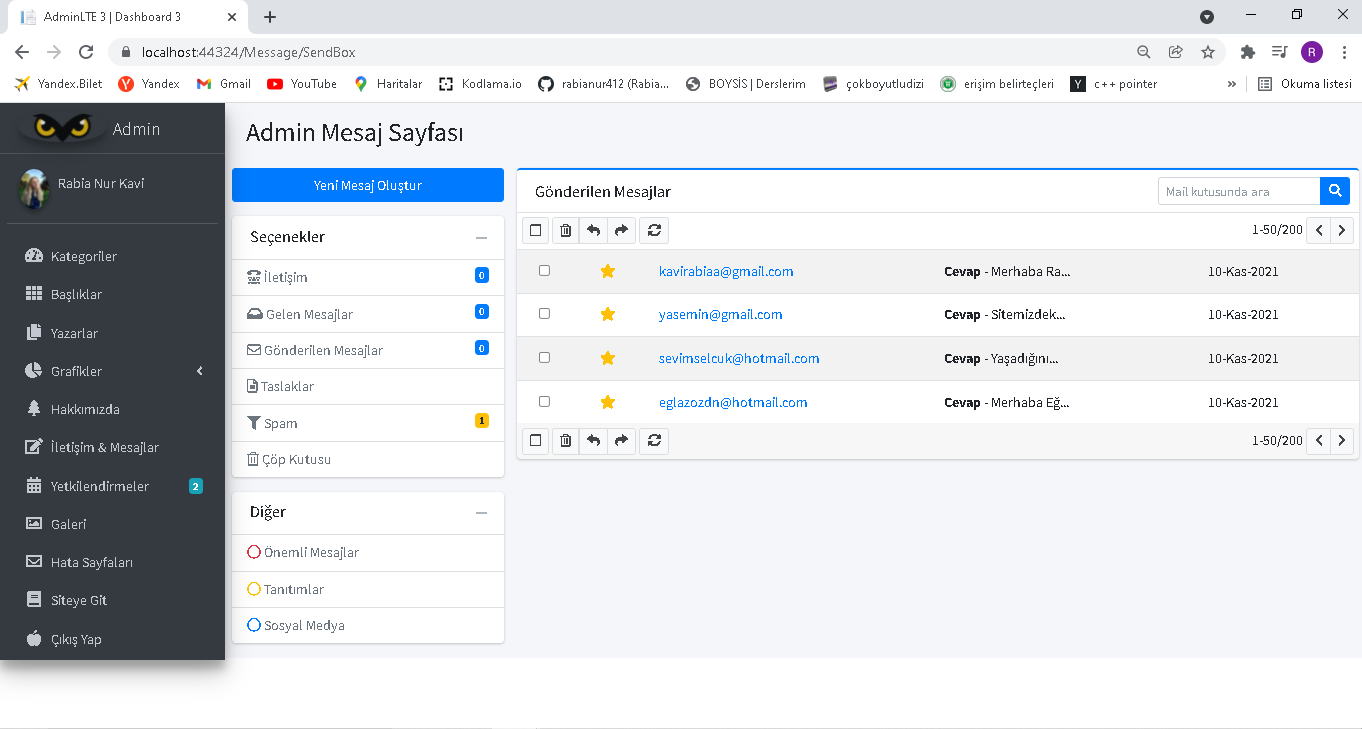 AdminLTE 3 | Dashboard 3
localhost:44324/Message/SendBox
R
Yandex.Bilet
Yandex
Gmail
YouTube
Haritalar
Kodlama.io
rabianur412 (Rabia...
BOYSİS | Derslerim
çokboyutludizi
erişim belirteçleri
c++ pointer
»
Okuma listesi
Admin
Rabia Nur Kavi
Kategoriler
Başlıklar
Yazarlar
Grafikler
Hakkımızda
İletişim & Mesajlar
Yetkilendirmeler 2
Galeri
Hata Sayfaları
Siteye Git
Çıkış Yap
Admin Mesaj Sayfası
Yeni Mesaj Oluştur
Seçenekler
İletişim 0
Gelen Mesajlar 0
Gönderilen Mesajlar 0
Taslaklar
Spam 1
Çöp Kutusu
Diğer
Önemli Mesajlar
Tanıtımlar
Sosyal Medya
Gönderilen Mesajlar
Mail kutusunda ara
1-50/200
kavirabiaa@gmail.com Cevap - Merhaba Ra... 10-Kas-2021
yasemin@gmail.com Cevap - Sitemizdek... 10-Kas-2021
sevimselcuk@hotmail.com Cevap - Yaşadığını... 10-Kas-2021
eglazozdn@hotmail.com Cevap - Merhaba Eğ... 10-Kas-2021
1-50/200